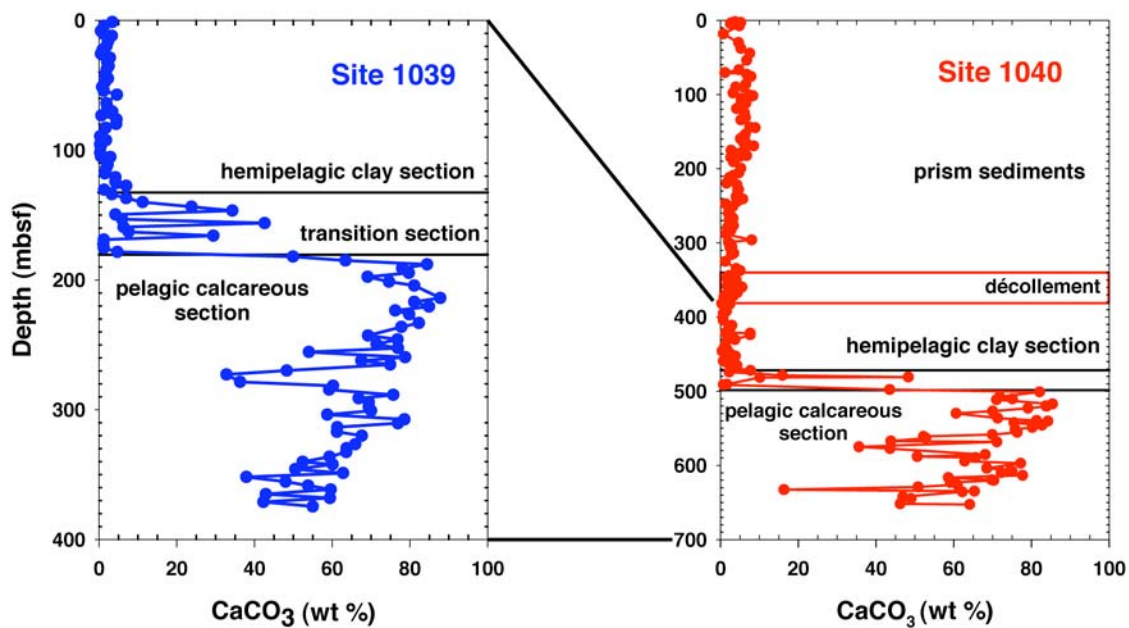 Site 1039
hemipelagic clay section
transition section
pelagic calcareous
section
0
100
200
300
400
Depth (mbsf)
0 20 40 60 80 100
CaCO3 (wt %)
Site 1040
prism sediments
décollement
hemipelagic clay section
pelagic calcareous
section
0
100
200
300
400
500
600
700
0 20 40 60 80 100
CaCO3 (wt %)